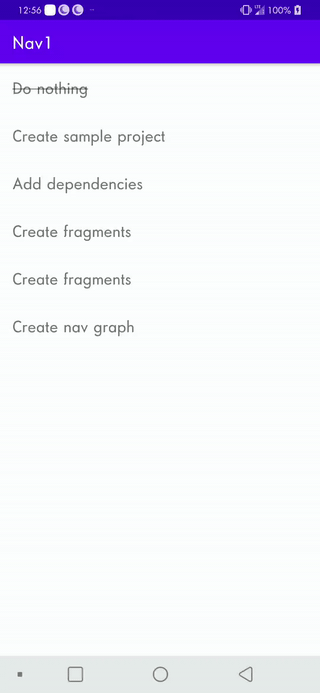 12:56 100%
Nav1
Do nothing
Create sample project
Add dependencies
Create fragments
Create fragments
Create nav graph